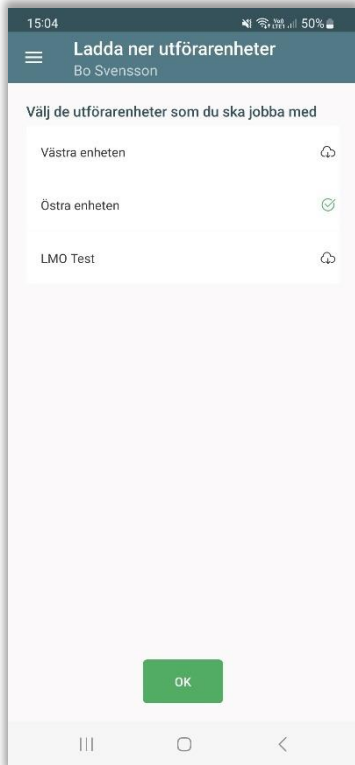 15:04 50%
Ladda ner utförarenheter
Bo Svensson
Välj de utförarenheter som du ska jobba med
Västra enheten
Östra enheten
LMO Test
OK